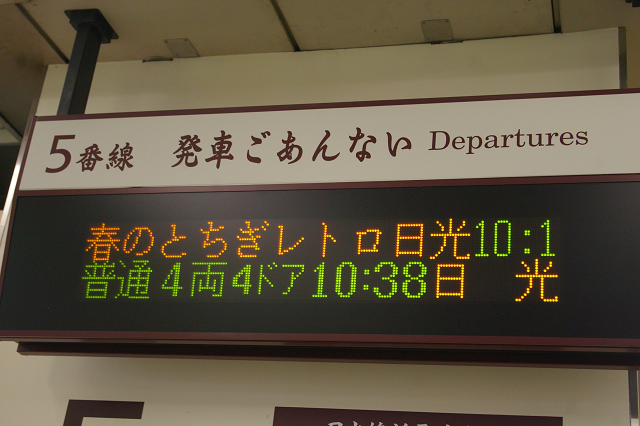 5番線 発車ごあんない Departures
春のとちぎレトロ日光10:1
普通 4両4ドア10:38日 光